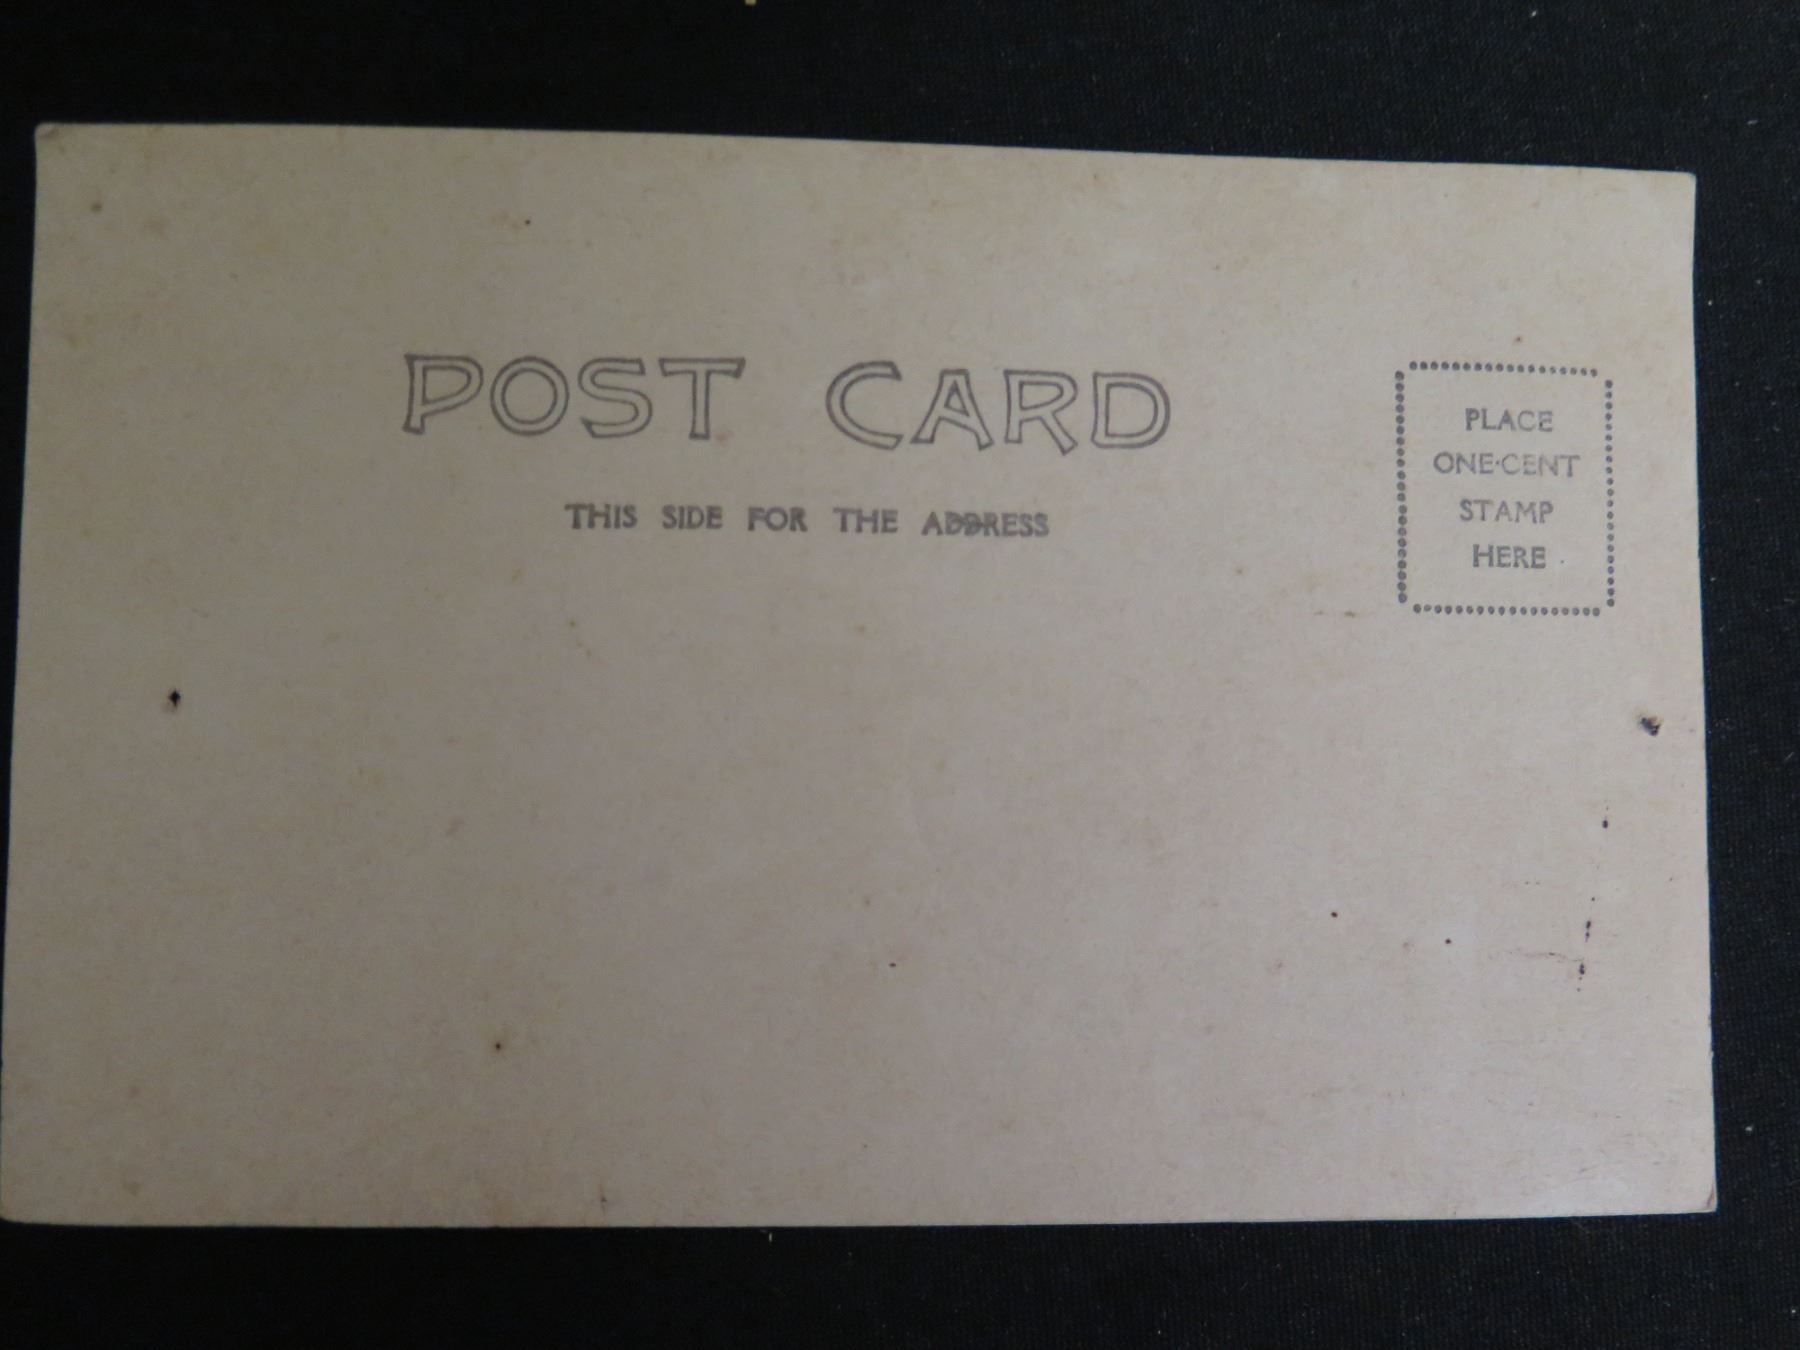 POST CARD
THIS SIDE FOR THE ADDRESS
PLACE
ONE-CENT
STAMP
HERE